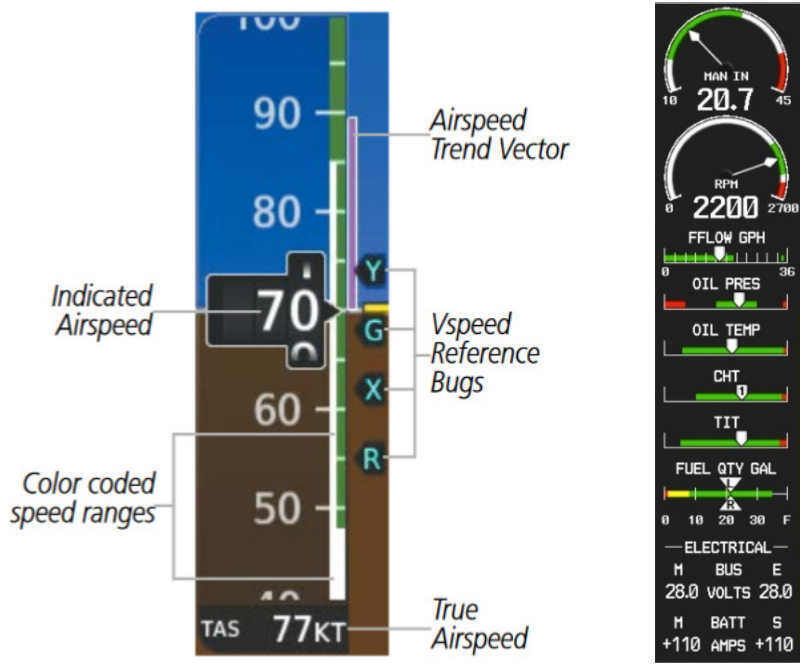 100
90
Airspeed
Trend Vector
80
Y
Indicated
Airspeed
70
G
Vspeed
Reference
Bugs
X
60
R
Color coded
speed ranges
50
40
TAS 77KT
True
Airspeed
MAN IN
10 20.7 45
RPM
0 2200 2700
FFLOW GPH
0 36
OIL PRES
OIL TEMP
CHT
1
TIT
FUEL QTY GAL
L
R
0 10 20 30 F
ELECTRICAL
M BUS E
28.0 VOLTS 28.0
M BATT S
+110 AMPS +110